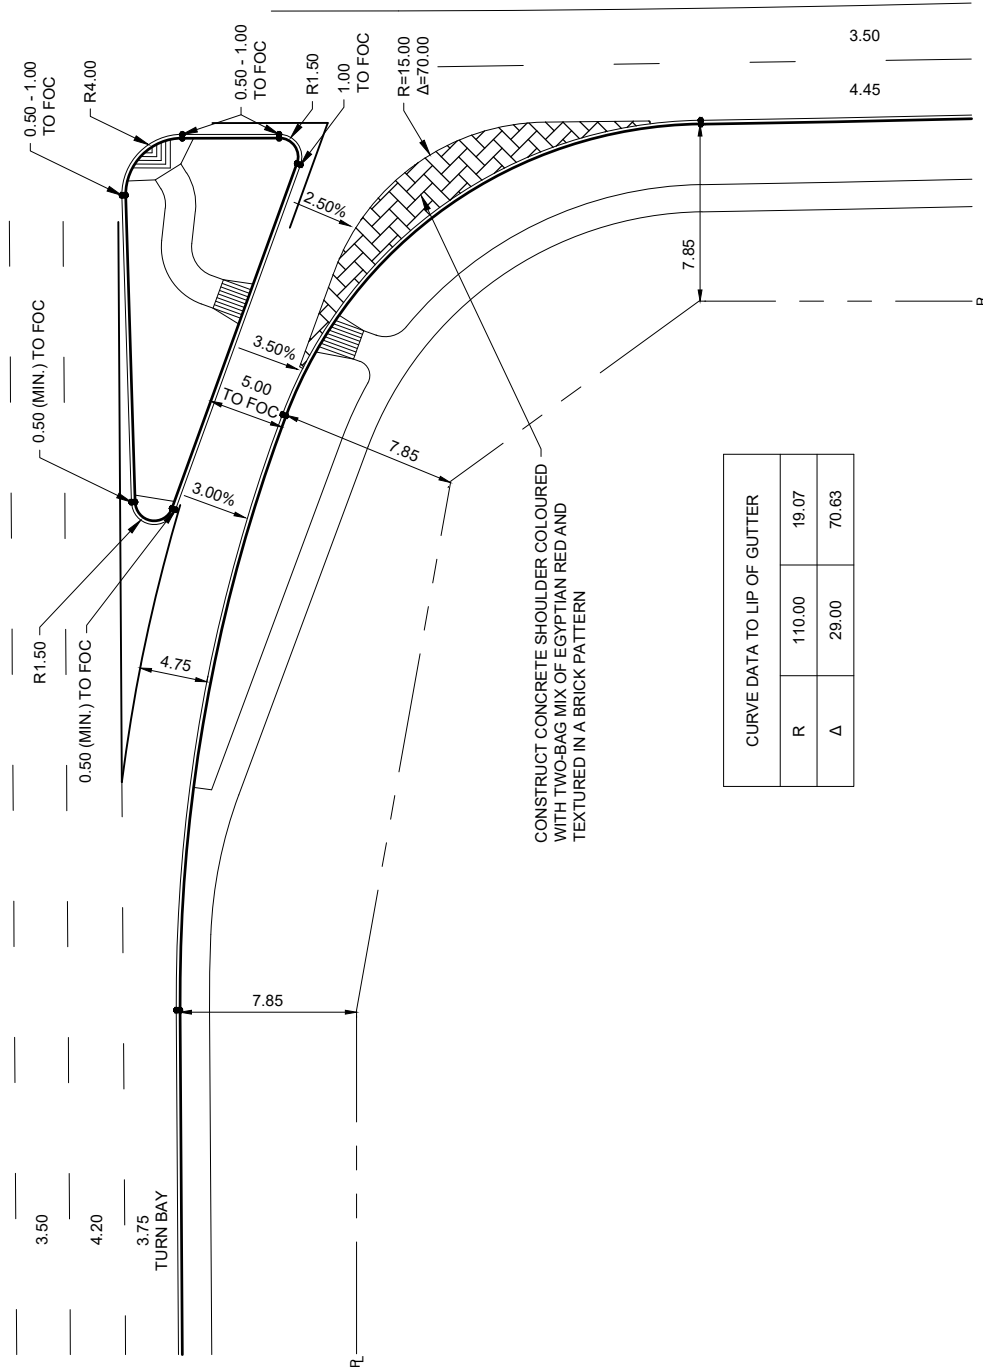 0.50 - 1.00
TO FOC
R4.00
0.50 - 1.00
TO FOC
R1.50
1.00
TO FOC
R=15.00
Δ=70.00
3.50
4.45
2.50%
7.85
0.50 (MIN.) TO FOC
3.50%
5.00
TO FOC
7.85
3.00%
R1.50
0.50 (MIN.) TO FOC
4.75
CONSTRUCT CONCRETE SHOULDER COLOURED
WITH TWO-BAG MIX OF EGYPTIAN RED AND
TEXTURED IN A BRICK PATTERN
CURVE DATA TO LIP OF GUTTER
R 110.00 19.07
Δ 29.00 70.63
7.85
3.50
4.20
3.75
TURN BAY
PL